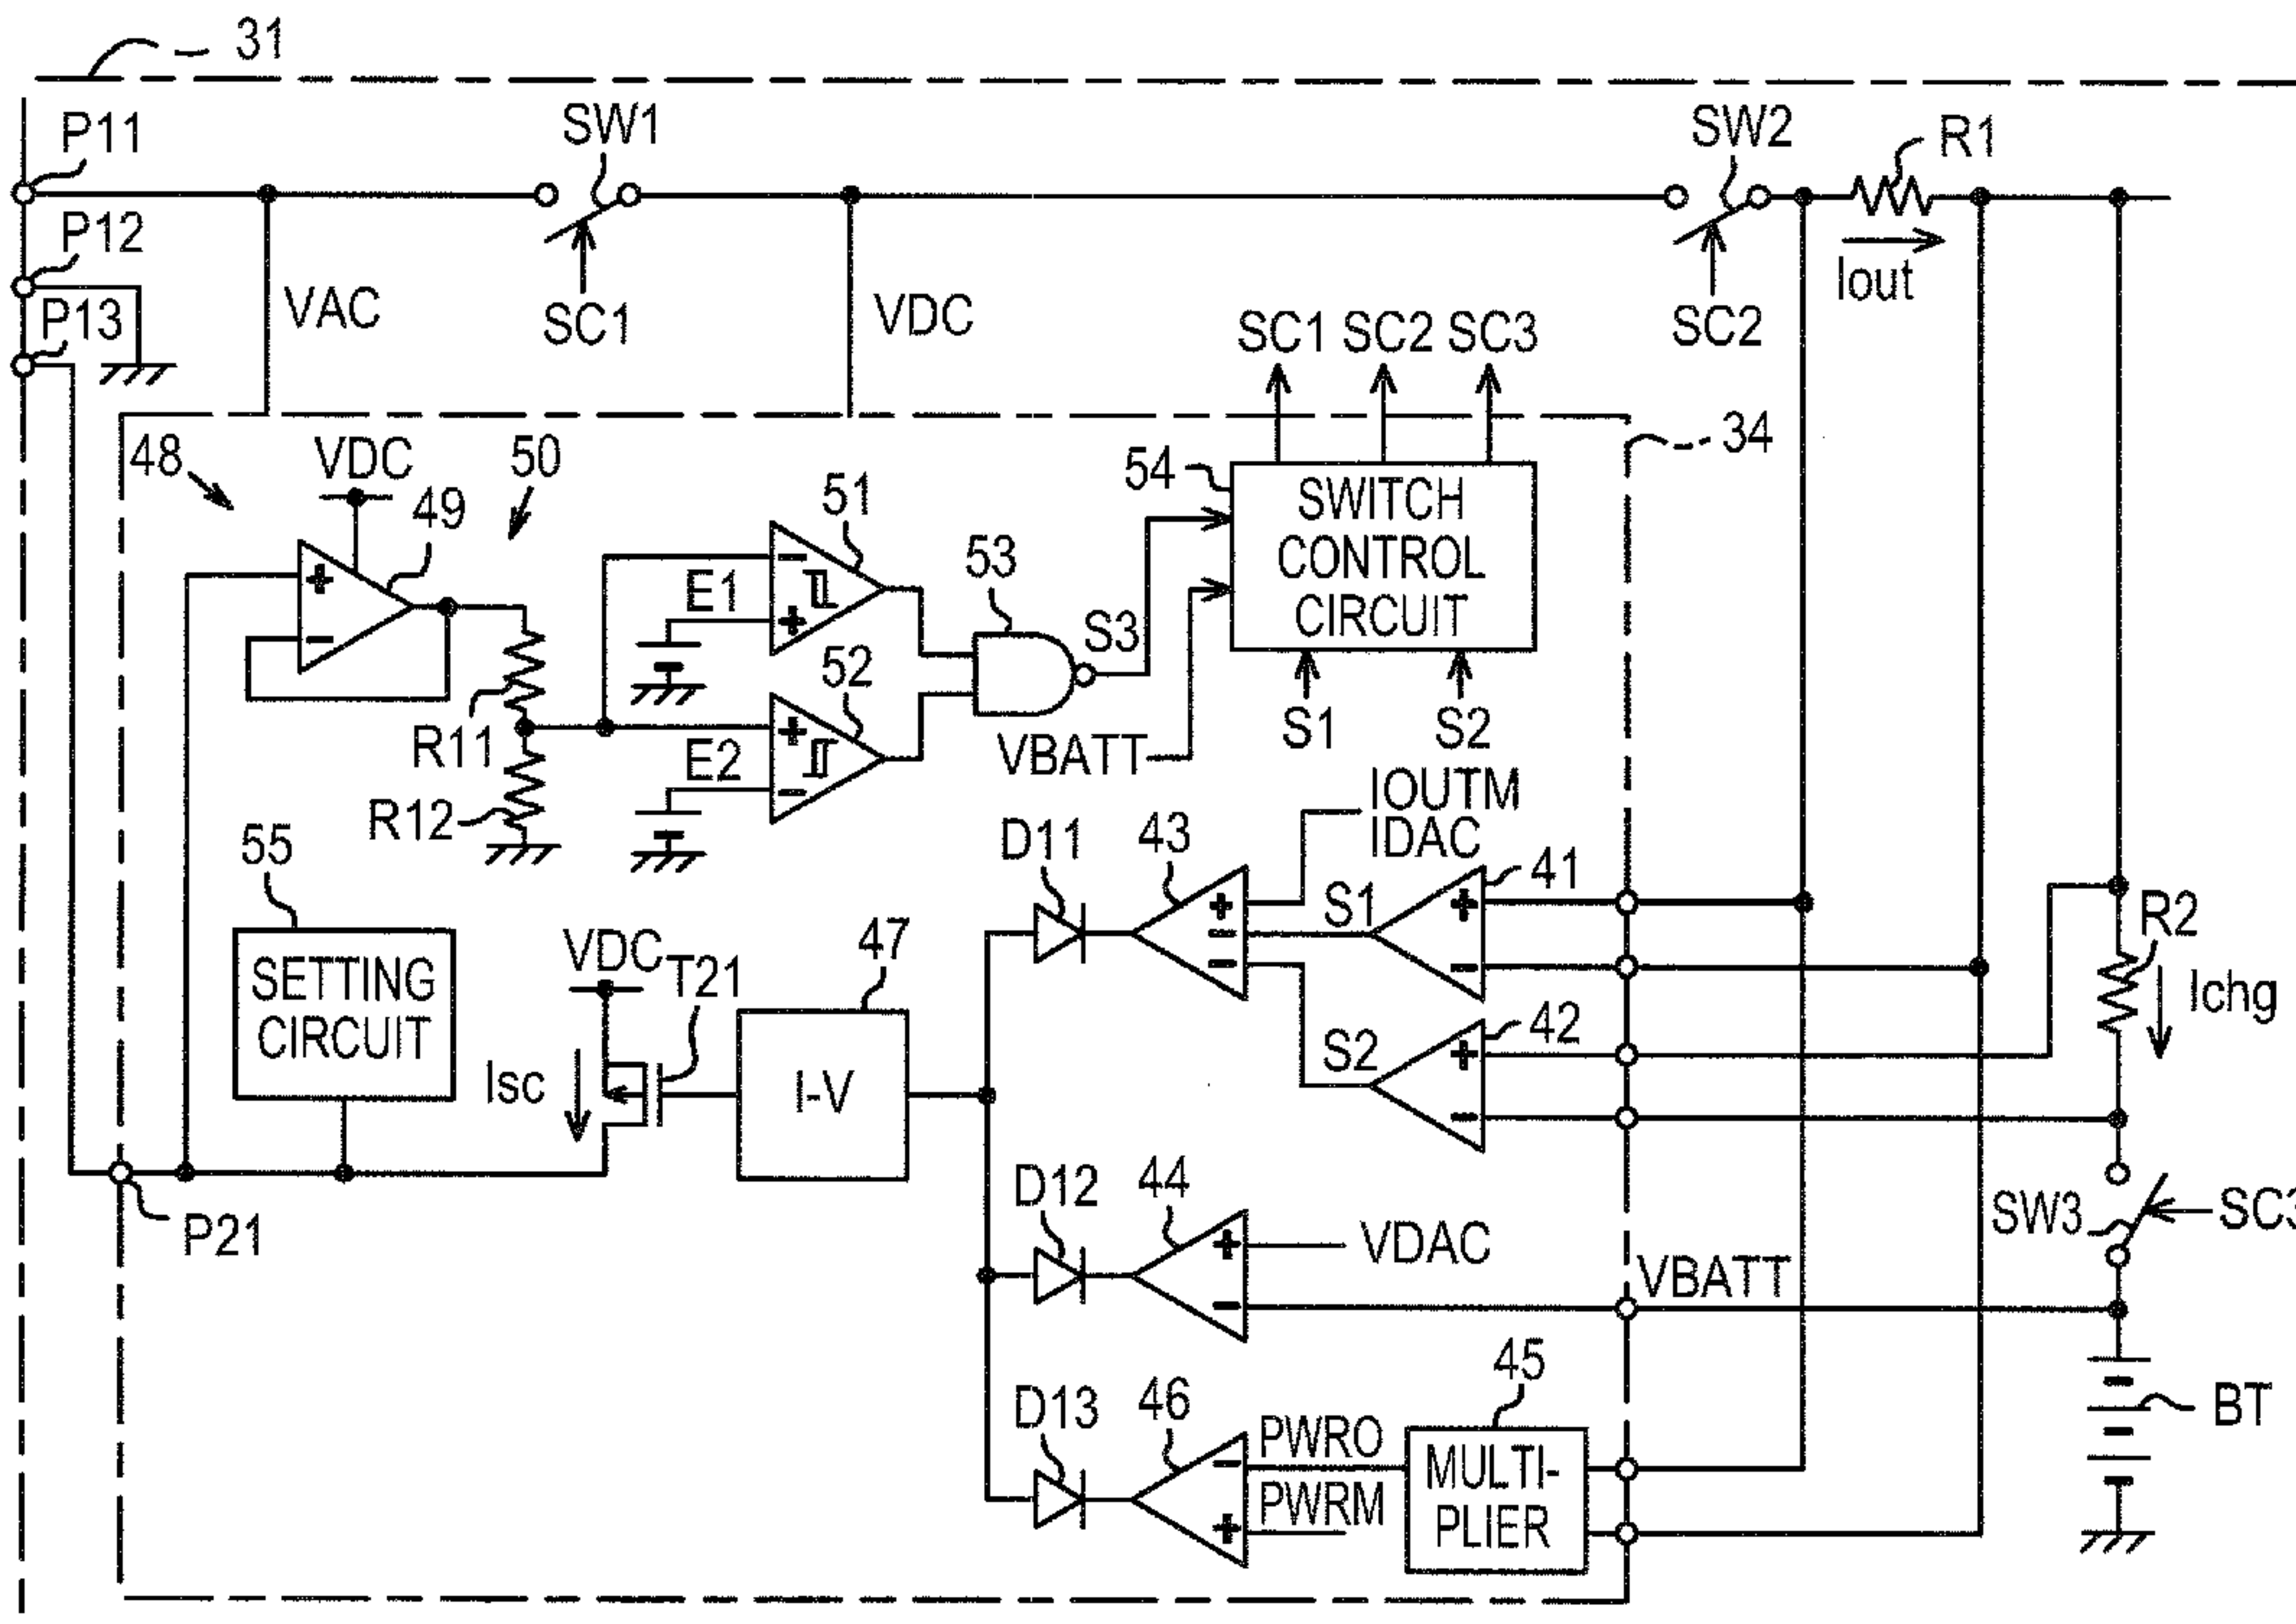 31
P11
SW1
SW2
R1
P12
VAC
SC1
VDC
Iout
P13
SC2
SC1 SC2 SC3
34
48
VDC
50
51
54
SWITCH
CONTROL
CIRCUIT
49
E1
53
S3
52
R11
E2
VBATT
S1
S2
R12
IOUTM
IDAC
55
D11
43
41
SETTING
CIRCUIT
VDC
T21
47
S1
R2
Ichg
42
Isc
I-V
S2
D12
44
SW3
SC3
P21
VDAC
VBATT
45
D13
46
PWRO
MULTI-
PLIER
BT
PWRM